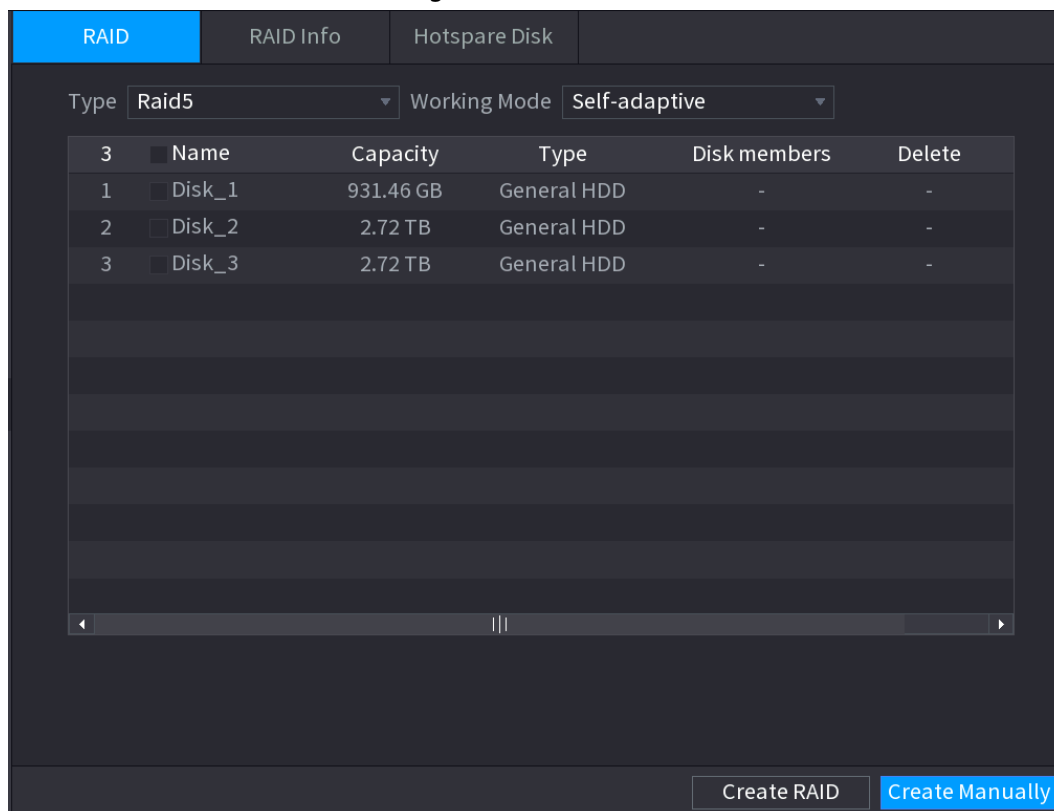 RAID RAID Info Hotspare Disk
Type Raid5 Working Mode Self-adaptive
3 Name Capacity Type Disk members Delete
1 Disk_1 931.46 GB General HDD - -
2 Disk_2 2.72 TB General HDD - -
3 Disk_3 2.72 TB General HDD - -
Create RAID Create Manually